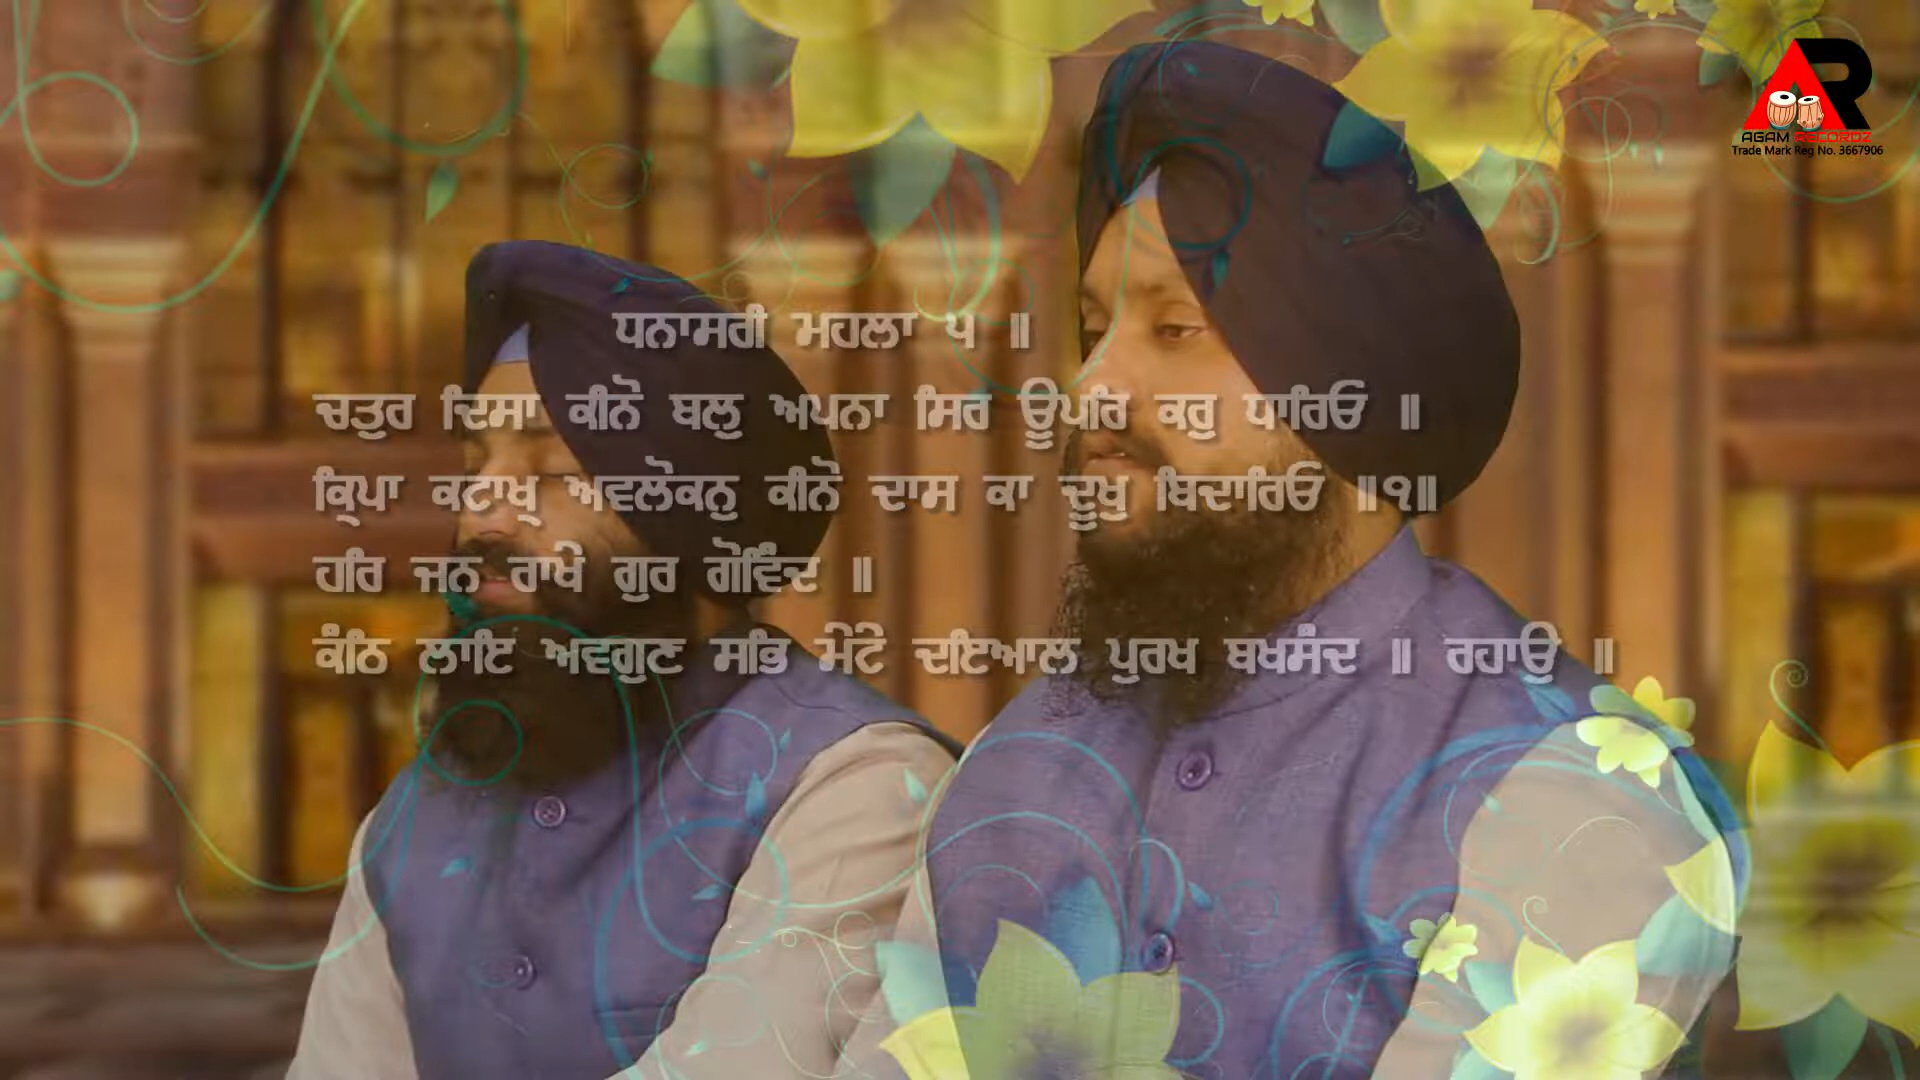 AR
AGAM RECORDZ
Trade Mark Reg No. 3667906
ਧਨਾਸਰੀ ਮਹਲਾ ੫ ॥
ਚਤੁਰ ਦਿਸਾ ਕੀਨੋ ਬਲੁ ਅਪਨਾ ਸਿਰ ਊਪਰਿ ਕਰੁ ਧਾਰਿਓ ॥
ਕ੍ਰਿਪਾ ਕਟਾਖੵ ਅਵਲੋਕਨੁ ਕੀਨੋ ਦਾਸ ਕਾ ਦੂਖੁ ਬਿਦਾਰਿਓ ॥੧॥
ਹਰਿ ਜਨ ਰਾਖੇ ਗੁਰ ਗੋਵਿੰਦ ॥
ਕੰਠਿ ਲਾਇ ਅਵਗੁਣ ਸਭਿ ਮੇਟੇ ਦਇਆਲ ਪੁਰਖ ਬਖਸੰਦ ॥ ਰਹਾਉ ॥